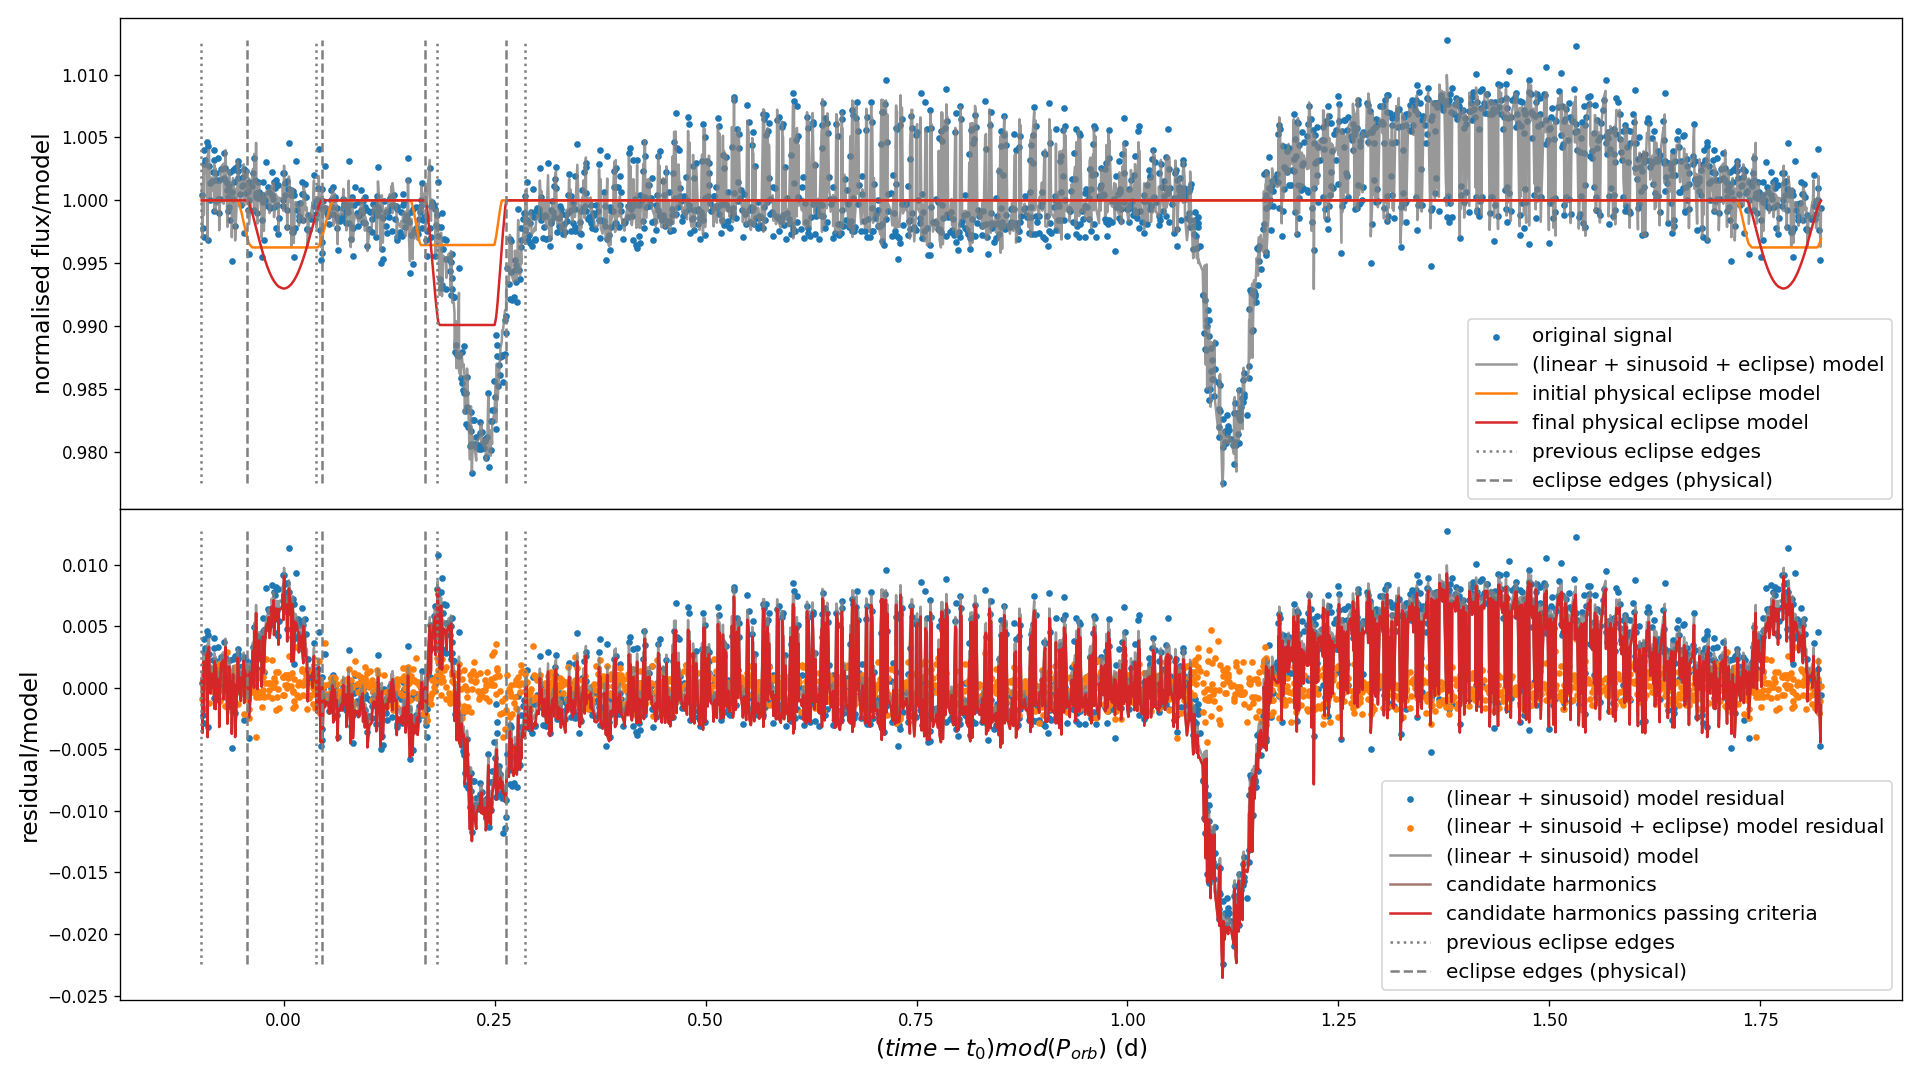 normalised flux/model
1.010
1.005
1.000
0.995
0.990
0.985
0.980
original signal
(linear + sinusoid + eclipse) model
initial physical eclipse model
final physical eclipse model
previous eclipse edges
eclipse edges (physical)
residual/model
0.010
0.005
0.000
−0.005
−0.010
−0.015
−0.020
−0.025
(linear + sinusoid) model residual
(linear + sinusoid + eclipse) model residual
(linear + sinusoid) model
candidate harmonics
candidate harmonics passing criteria
previous eclipse edges
eclipse edges (physical)
0.00 0.25 0.50 0.75 1.00 1.25 1.50 1.75
(time − t₀)mod(P_orb) (d)